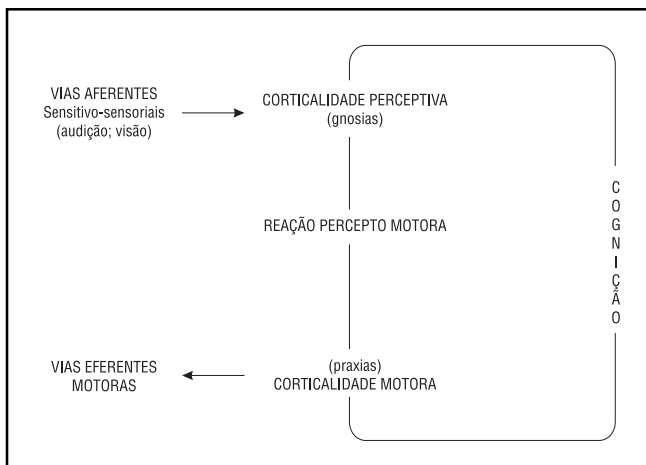 VIAS AFERENTES
Sensitivo-sensoriais
(audição; visão)
CORTICALIDADE PERCEPTIVA
(gnosias)
REAÇÃO PERCEPTO MOTORA
VIAS EFERENTES
MOTORAS
(praxias)
CORTICALIDADE MOTORA
COGNIÇÃO